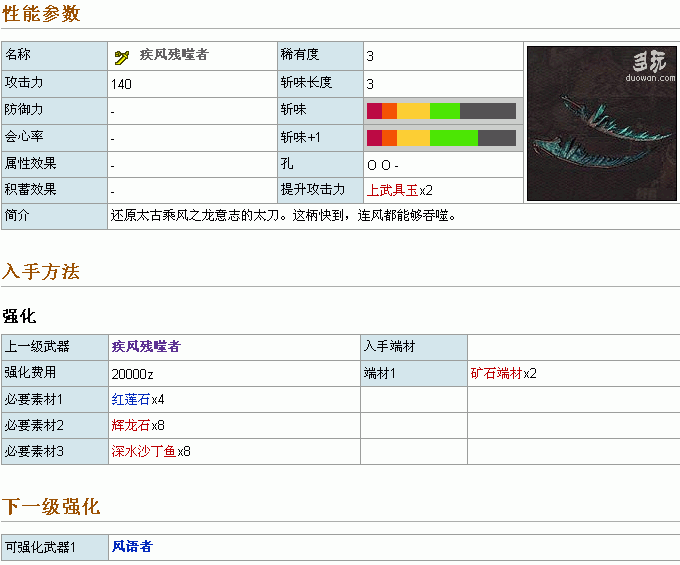 性能参数
名称 疾风残噬者 稀有度 3
攻击力 140 斩味长度 3
防御力 - 斩味
会心率 - 斩味+1
属性效果 - 孔 O O -
积蓄效果 - 提升攻击力 上武具玉x2
简介 还原太古乘风之龙意志的太刀。这柄快到，连风都能够吞噬。
多玩
duowan.com
入手方法
强化
上一级武器 疾风残噬者 入手端材
强化费用 20000z 端材1 矿石端材x2
必要素材1 红莲石x4
必要素材2 辉龙石x8
必要素材3 深水沙丁鱼x8
下一级强化
可强化武器1 风语者